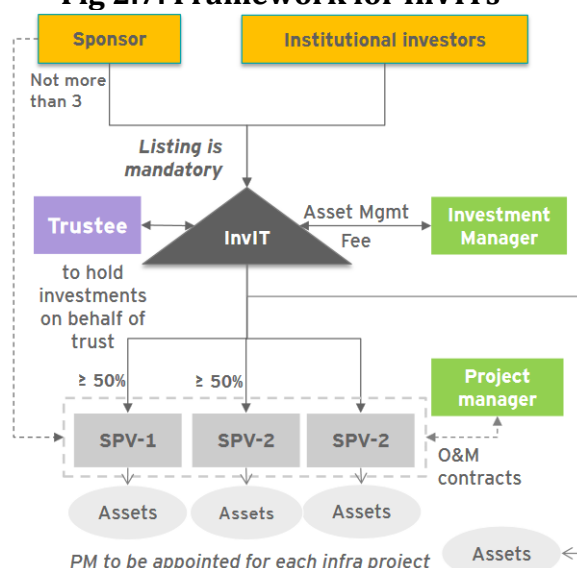 Fig 2.7: Framework for InvITs
Sponsor
Institutional investors
Not more
than 3
Listing is
mandatory
Trustee
InvIT
Asset Mgmt
Fee
Investment
Manager
to hold
investments
on behalf of
trust
≥ 50%
≥ 50%
Project
manager
SPV-1
SPV-2
SPV-2
O&M
contracts
Assets
Assets
Assets
PM to be appointed for each infra project
Assets